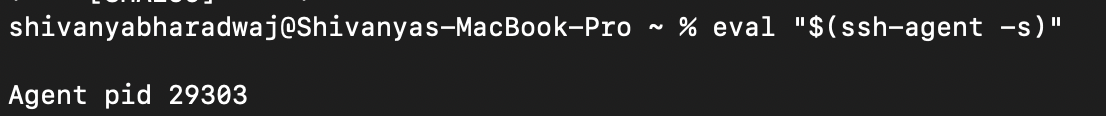 shivanyabharadwaj@Shivanyas-MacBook-Pro ~ % eval "$(ssh-agent -s)"
Agent pid 29303